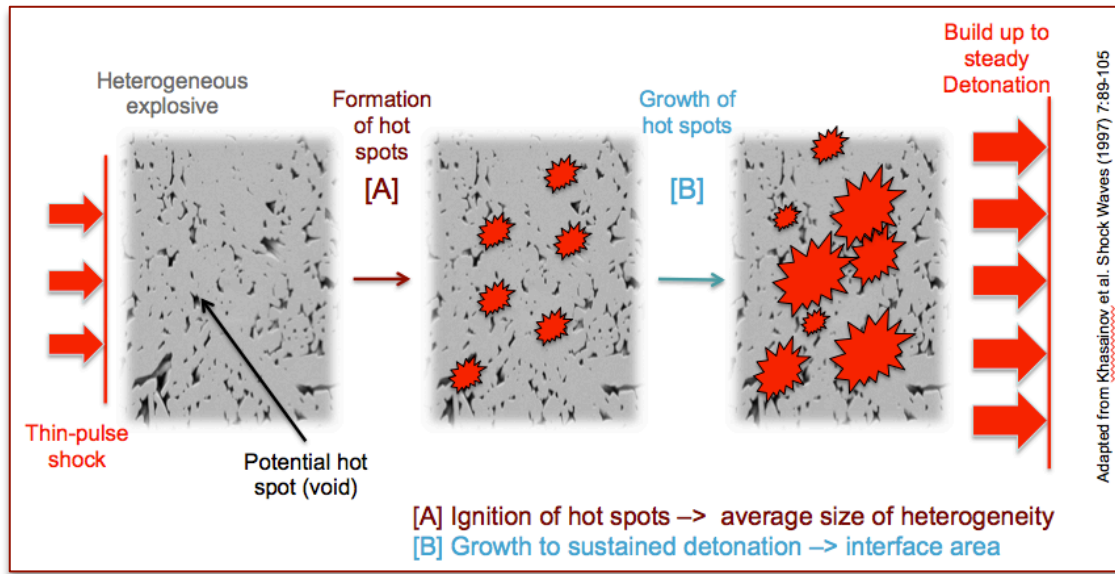 Heterogeneous
explosive
Formation
of hot
spots
[A]
Growth of
hot spots
[B]
Build up to
steady
Detonation
Thin-pulse
shock
Potential hot
spot (void)
[A] Ignition of hot spots –> average size of heterogeneity
[B] Growth to sustained detonation –> interface area
Adapted from Khasainov et al. Shock Waves (1997) 7:89-105